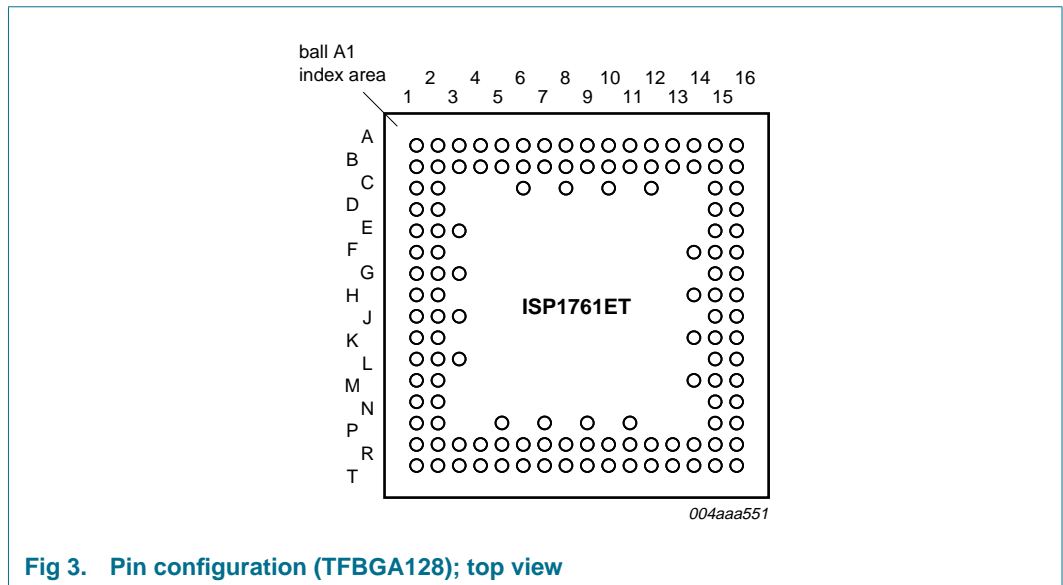 ball A1
index area
2 4 6 8 10 12 14 16
1 3 5 7 9 11 13 15
A
B
C
D
E
F
G
H
J
K
L
M
N
P
R
T
ISP1761ET
004aaa551
Fig 3. Pin configuration (TFBGA128); top view